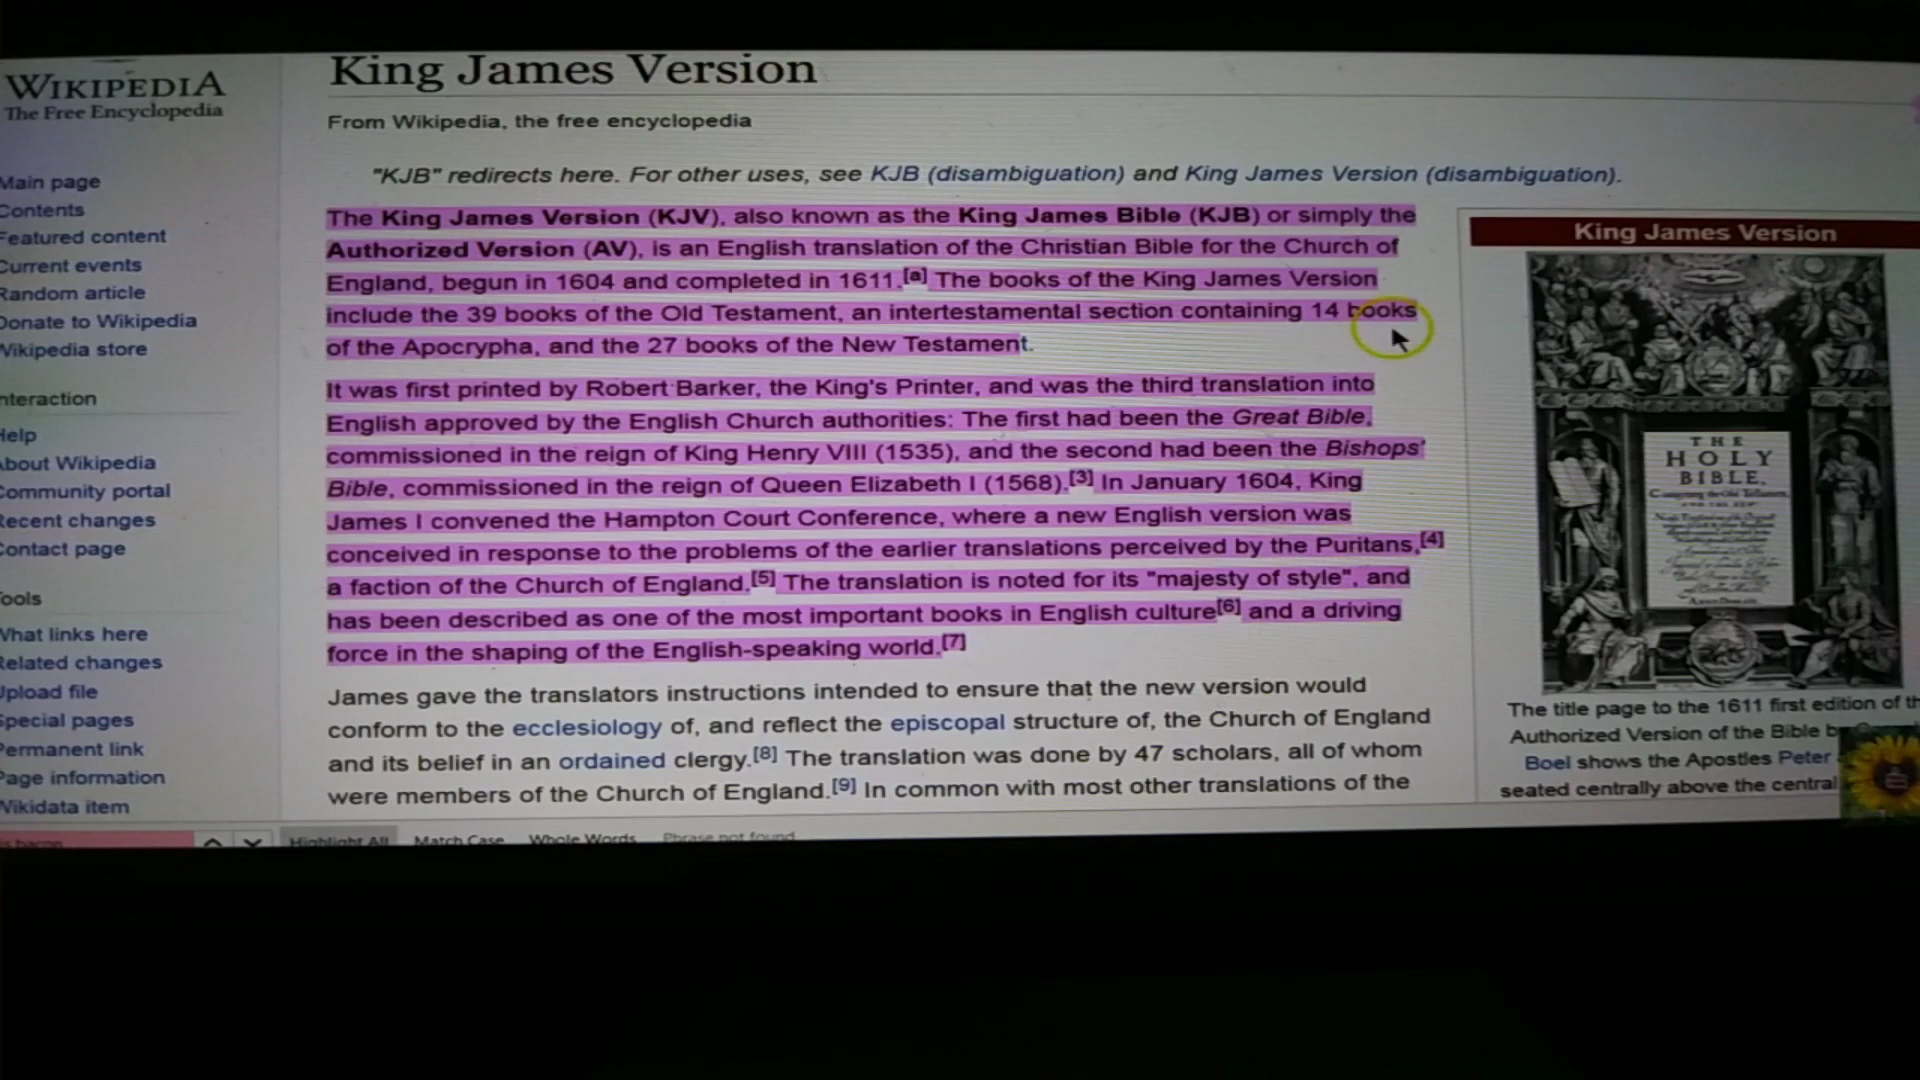 WIKIPEDIA
The Free Encyclopedia
Main page
Contents
Featured content
Current events
Random article
Donate to Wikipedia
Wikipedia store
Interaction
Help
About Wikipedia
Community portal
Recent changes
Contact page
Tools
What links here
Related changes
Upload file
Special pages
Permanent link
Page information
Wikidata item
King James Version
From Wikipedia, the free encyclopedia
"KJB" redirects here. For other uses, see KJB (disambiguation) and King James Version (disambiguation).
The King James Version (KJV), also known as the King James Bible (KJB) or simply the
Authorized Version (AV), is an English translation of the Christian Bible for the Church of
England, begun in 1604 and completed in 1611.[a] The books of the King James Version
include the 39 books of the Old Testament, an intertestamental section containing 14 books
of the Apocrypha, and the 27 books of the New Testament.
It was first printed by Robert Barker, the King's Printer, and was the third translation into
English approved by the English Church authorities: The first had been the Great Bible,
commissioned in the reign of King Henry VIII (1535), and the second had been the Bishops'
Bible, commissioned in the reign of Queen Elizabeth I (1568).[3] In January 1604, King
James I convened the Hampton Court Conference, where a new English version was
conceived in response to the problems of the earlier translations perceived by the Puritans,[4]
a faction of the Church of England.[5] The translation is noted for its "majesty of style", and
has been described as one of the most important books in English culture[6] and a driving
force in the shaping of the English-speaking world.[7]
James gave the translators instructions intended to ensure that the new version would
conform to the ecclesiology of, and reflect the episcopal structure of, the Church of England
and its belief in an ordained clergy.[8] The translation was done by 47 scholars, all of whom
were members of the Church of England.[9] In common with most other translations of the
King James Version
THE
HOLY
BIBLE,
The title page to the 1611 first edition of th
Authorized Version of the Bible by
Boel shows the Apostles Peter
seated centrally above the central
Highlight All Match Case Whole Words Phrase not found